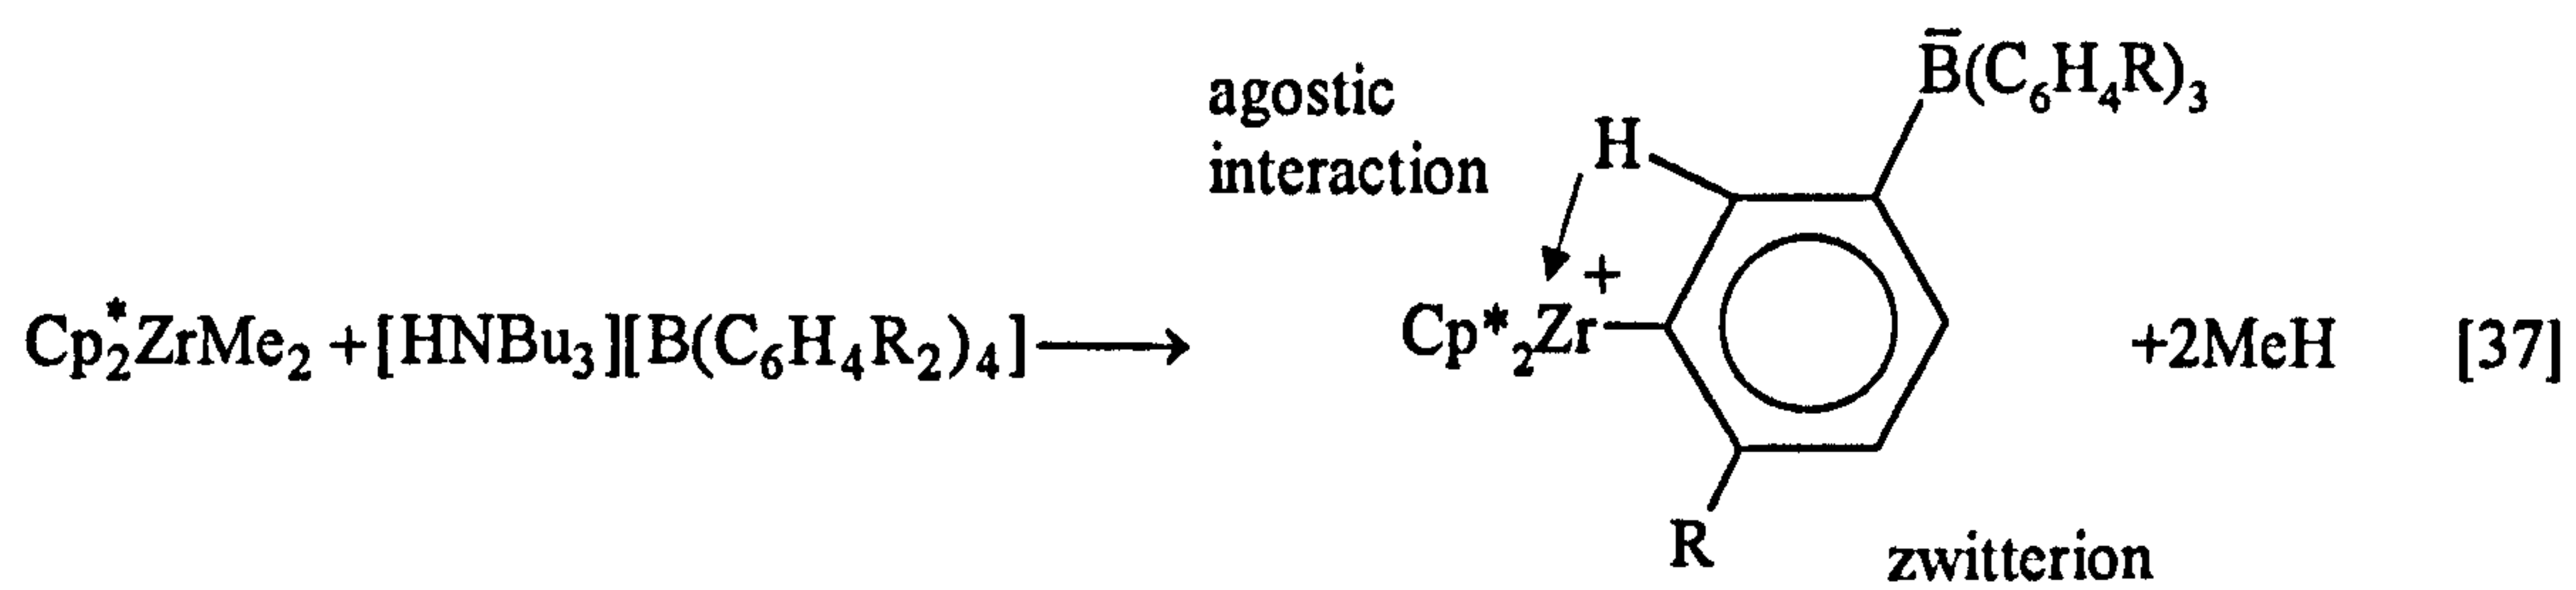 B̄(C₆H₄R)₃
agostic
interaction
H
+
Cp*₂ZrMe₂ + [HNBu₃][B(C₆H₄R₂)₄] ⟶ Cp*₂Zr +2MeH [37]
R
zwitterion